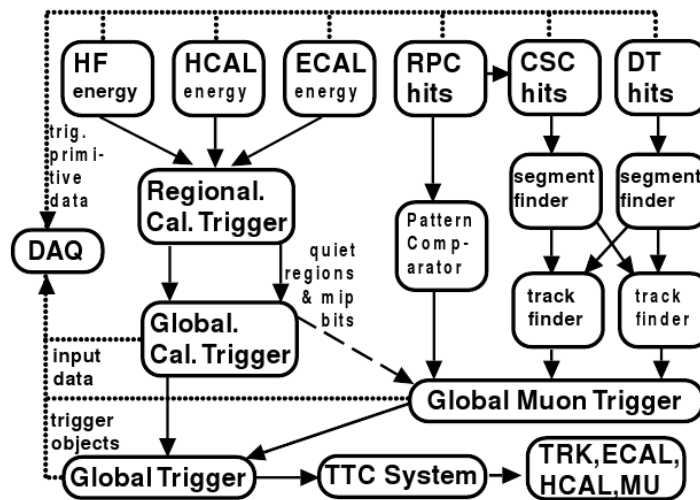 HF
energy
HCAL
energy
ECAL
energy
RPC
hits
CSC
hits
DT
hits
trig.
primi-
tive
data
Regional.
Cal. Trigger
segment
finder
segment
finder
Pattern
Comp-
arator
DAQ
quiet
regions
& mip
bits
Global.
Cal. Trigger
track
finder
track
finder
input
data
Global Muon Trigger
trigger
objects
Global Trigger
TTC System
TRK,ECAL,
HCAL,MU